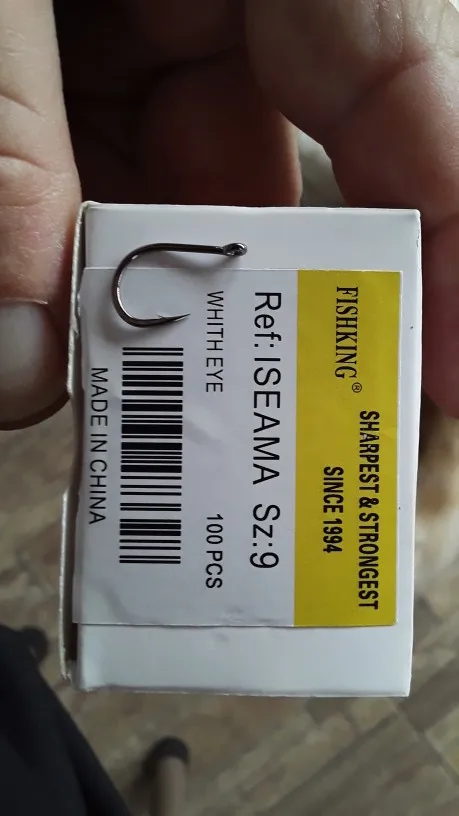 FISHKING ®
SHARPEST & STRONGEST
SINCE 1994
Ref: ISEAMA Sz:9
WHITH EYE 100 PCS
MADE IN CHINA